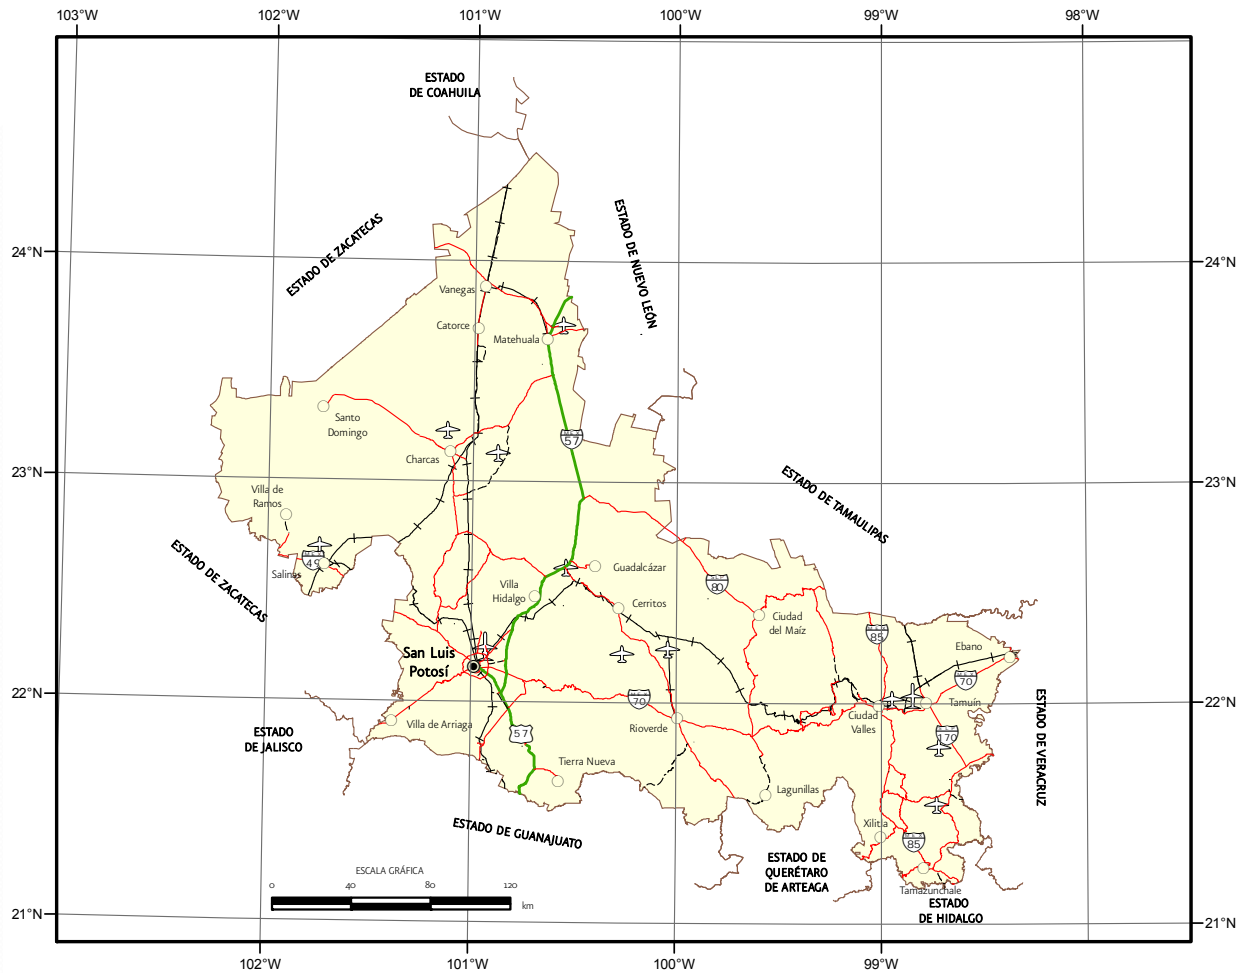 103°W 102°W 101°W 100°W 99°W 98°W
ESTADO
DE COAHUILA
ESTADO DE ZACATECAS
ESTADO DE NUEVO LEÓN
24°N
24°N
Vanegas
Catorce
Matehuala
Santo
Domingo
57
Charcas
23°N
23°N
Villa de
Ramos
ESTADO DE TAMAULIPAS
ESTADO DE ZACATECAS
49
Salinas
Guadalcázar
80
Villa
Hidalgo
Cerritos
Ciudad
del Maíz
85
Ebano
San Luis
Potosí
70
22°N
22°N
70
Tamuín
Villa de Arriaga
Rioverde
Ciudad
Valles
ESTADO DE VERACRUZ
ESTADO
DE JALISCO
57
170
Tierra Nueva
Lagunillas
Xilitla
ESTADO DE GUANAJUATO
85
ESTADO DE
QUERÉTARO
DE ARTEAGA
ESCALA GRÁFICA
0 40 80 120
km
Tamazunchale
ESTADO
DE HIDALGO
21°N
21°N
102°W 101°W 100°W 99°W 98°W